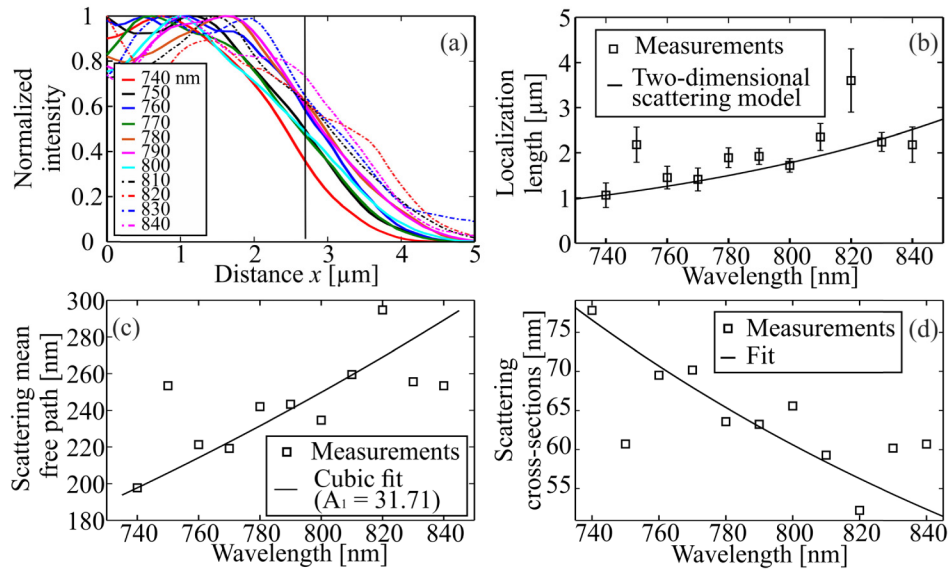 (a)
Normalized
intensity
1
0.8
0.6
0.4
0.2
0
740 nm
750
760
770
780
790
800
810
820
830
840
0 1 2 3 4 5
Distance x [μm]
(b)
Localization
length [μm]
5
4
3
2
1
0
Measurements
Two-dimensional
scattering model
740 760 780 800 820 840
Wavelength [nm]
(c)
Scattering mean
free path [nm]
300
280
260
240
220
200
180
Measurements
Cubic fit
(A₁ = 31.71)
740 760 780 800 820 840
Wavelength [nm]
(d)
Scattering
cross-sections [nm]
75
70
65
60
55
Measurements
Fit
740 760 780 800 820 840
Wavelength [nm]